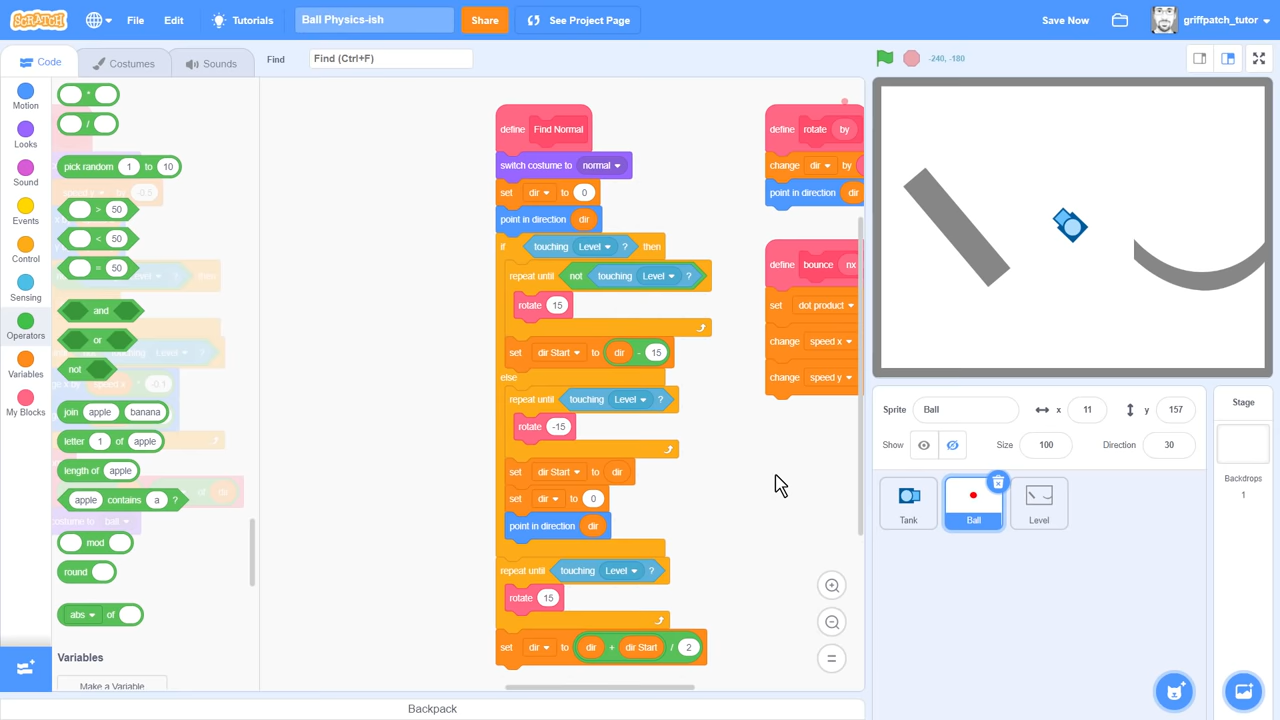 SCRATCH File Edit Tutorials Ball Physics-ish Share See Project Page Save Now griffpatch_tutor
Code Costumes Sounds Find Find (Ctrl+F) -240, -180
Motion
Looks
Sound
Events
Control
Sensing
Operators
Variables
My Blocks
*
/
pick random 1 to 10
> 50
< 50
= 50
and
or
not
join apple banana
letter 1 of apple
length of apple
apple contains a ?
mod
round
abs of
Variables
Make a Variable
define Find Normal
switch costume to normal
set dir to 0
point in direction dir
if touching Level ? then
repeat until not touching Level ?
rotate 15
set dir Start to dir - 15
else
repeat until touching Level ?
rotate -15
set dir Start to dir
set dir to 0
point in direction dir
repeat until touching Level ?
rotate 15
set dir to dir + dir Start / 2
define rotate by
change dir by
point in direction dir
define bounce nx
set dot product
change speed x
change speed y
Sprite Ball x 11 y 157
Show Size 100 Direction 30
Tank
Ball
Level
Stage
Backdrops
1
Backpack